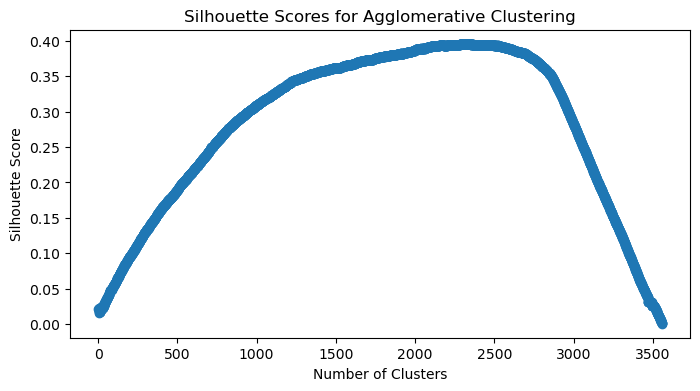 Silhouette Scores for Agglomerative Clustering
0.40
0.35
0.30
0.25
0.20
0.15
0.10
0.05
0.00
Silhouette Score
0 500 1000 1500 2000 2500 3000 3500
Number of Clusters